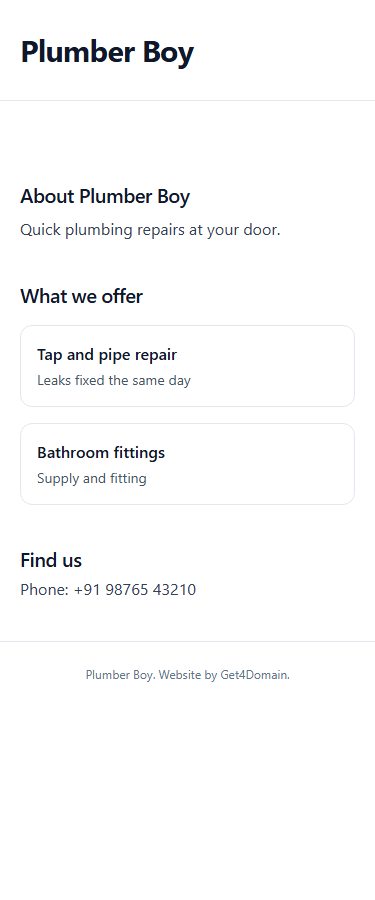 Plumber Boy
About Plumber Boy
Quick plumbing repairs at your door.
What we offer
Tap and pipe repair
Leaks fixed the same day
Bathroom fittings
Supply and fitting
Find us
Phone: +91 98765 43210
Plumber Boy. Website by Get4Domain.